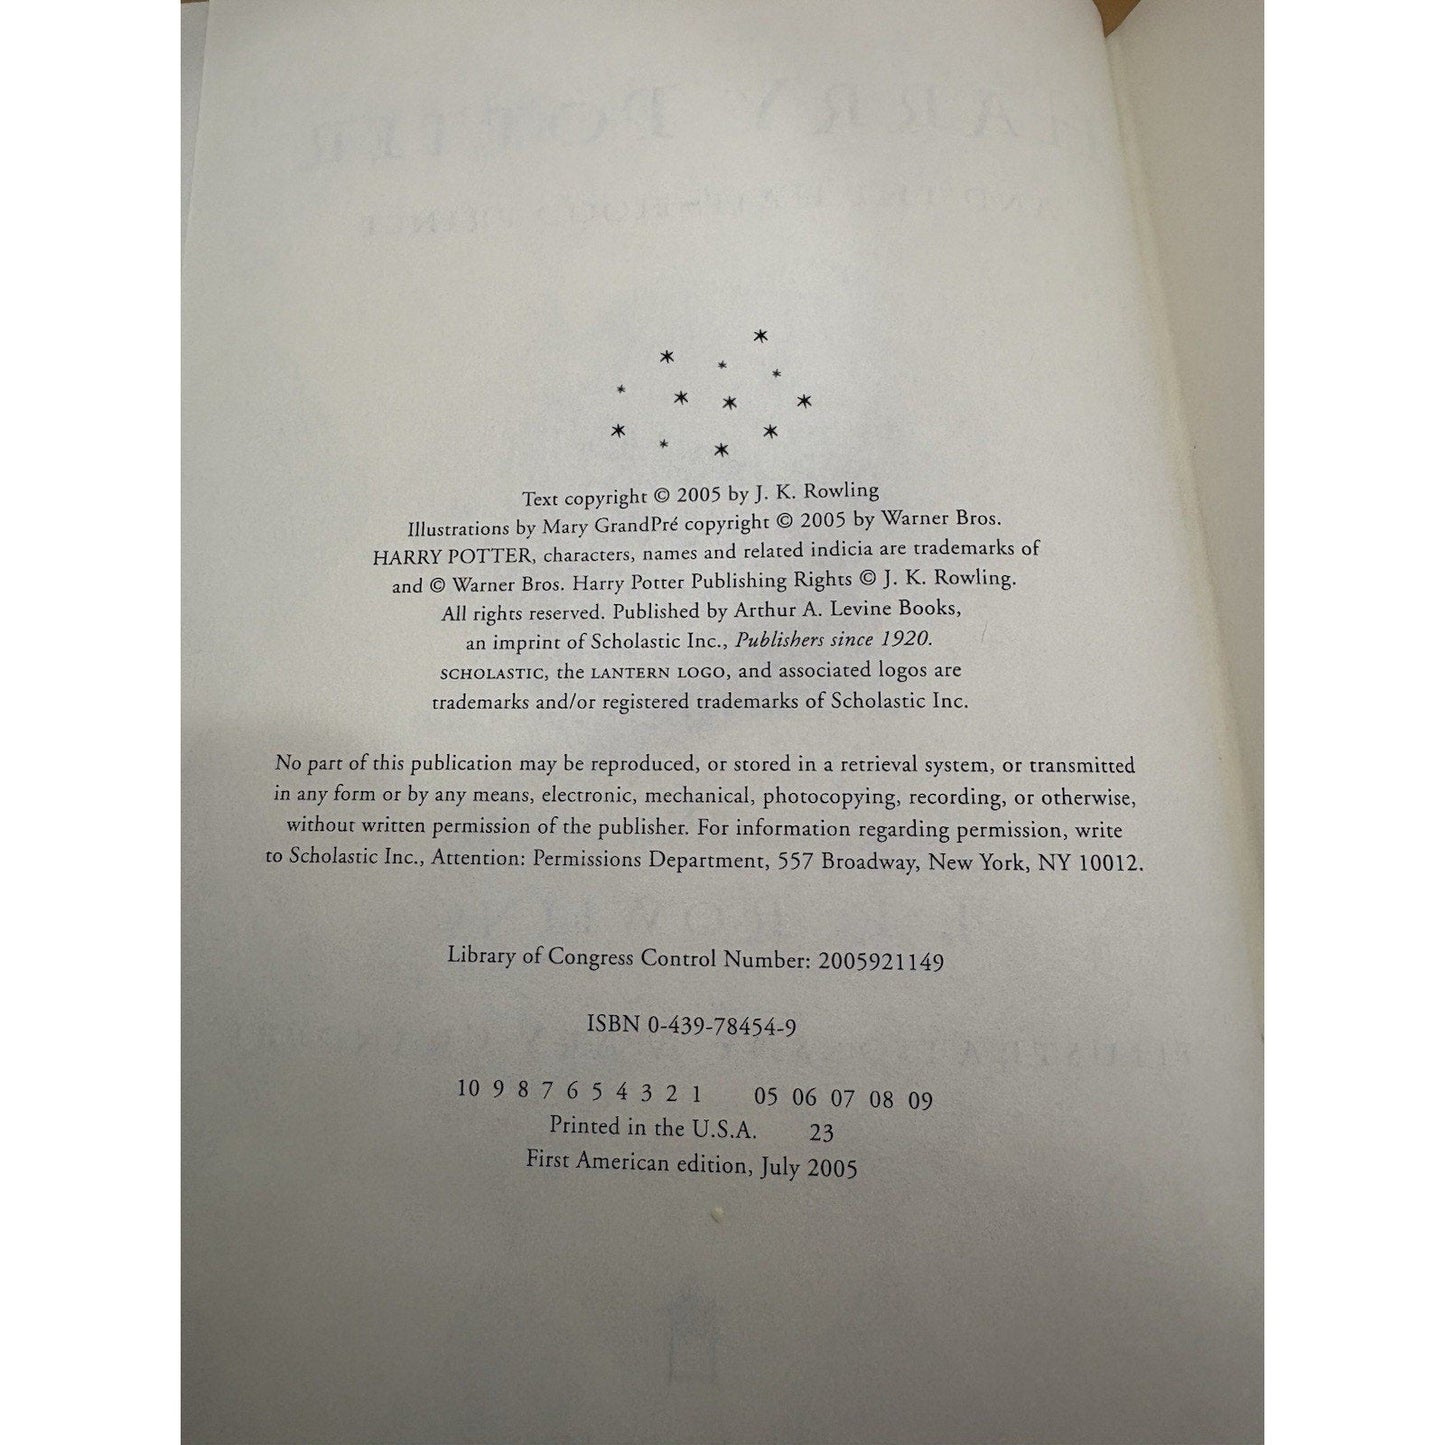 Text copyright © 2005 by J. K. Rowling
Illustrations by Mary GrandPré copyright © 2005 by Warner Bros.
HARRY POTTER, characters, names and related indicia are trademarks of
and © Warner Bros. Harry Potter Publishing Rights © J. K. Rowling.
All rights reserved. Published by Arthur A. Levine Books,
an imprint of Scholastic Inc., Publishers since 1920.
SCHOLASTIC, the LANTERN LOGO, and associated logos are
trademarks and/or registered trademarks of Scholastic Inc.
No part of this publication may be reproduced, or stored in a retrieval system, or transmitted
in any form or by any means, electronic, mechanical, photocopying, recording, or otherwise,
without written permission of the publisher. For information regarding permission, write
to Scholastic Inc., Attention: Permissions Department, 557 Broadway, New York, NY 10012.
Library of Congress Control Number: 2005921149
ISBN 0-439-78454-9
10 9 8 7 6 5 4 3 2 1 05 06 07 08 09
Printed in the U.S.A. 23
First American edition, July 2005